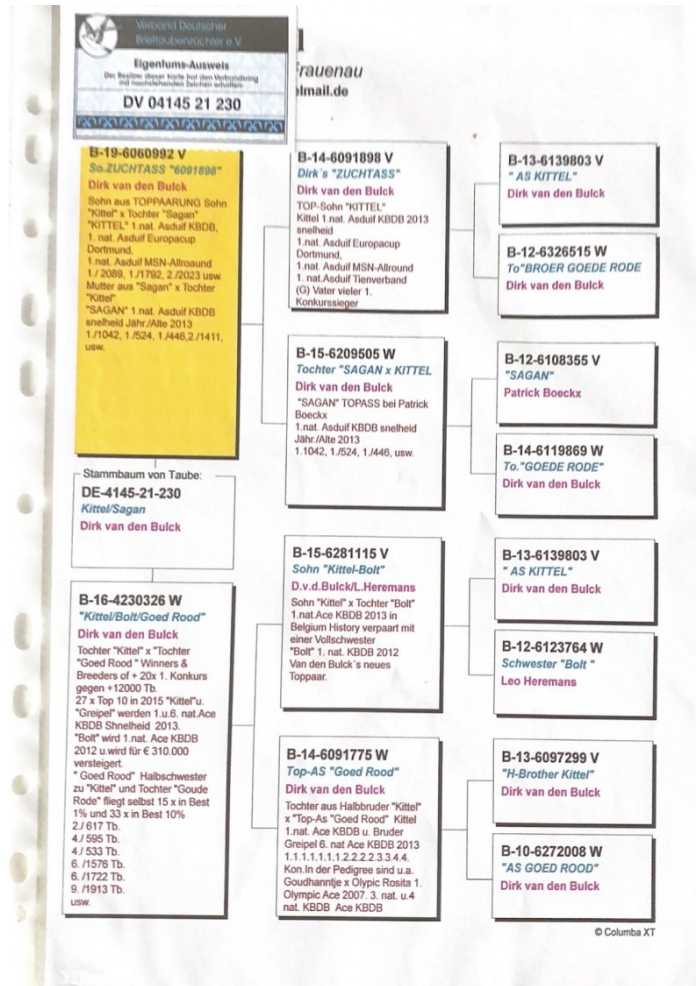 Verband Deutscher
Brieftaubenzüchter e.V
Eigentums-Ausweis
Der Besitzer dieser Karte hat den Verbandsring
mit nachstehenden Zeichen erhalten:
DV 04145 21 230
Frauenau
elmail.de
B-19-6060992 V
So.ZUCHTASS "6091898"
Dirk van den Bulck
Sohn aus TOPPAARUNG Sohn
"Kittel" x Tochter "Sagan"
"KITTEL" 1.nat. Asduif KBDB,
1. nat. Asduif Europacup
Dortmund,
1.nat. Asduif MSN-Allroaund
1./ 2089, 1./1792, 2./2023 usw.
Mutter aus "Sagan" x Tochter
"Kittel"
"SAGAN" 1.nat. Asduif KBDB
snelheid Jähr./Alte 2013
1./1042, 1./524, 1./446,2./1411,
usw.
Stammbaum von Taube:
DE-4145-21-230
Kittel/Sagan
Dirk van den Bulck
B-16-4230326 W
"Kittel/Bolt/Goed Rood"
Dirk van den Bulck
Tochter "Kittel" x "Tochter
"Goed Rood " Winners &
Breeders of + 20x 1. Konkurs
gegen +12000 Tb.
27 x Top 10 in 2015 "Kittel"u.
"Greipel" werden 1.u.6. nat.Ace
KBDB Shnelheid  2013.
"Bolt" wird 1.nat. Ace KBDB
2012 u.wird für € 310.000
versteigert.
" Goed Rood" Halbschwester
zu "Kittel" und Tochter "Goude
Rode" fliegt selbst 15 x in Best
1% und 33 x in Best 10%
2./ 617 Tb.
4./ 595 Tb.
4./ 533 Tb.
6. /1576 Tb.
6. /1722 Tb.
9. /1913 Tb.
usw.
B-14-6091898 V
Dirk´s "ZUCHTASS"
Dirk van den Bulck
TOP-Sohn "KITTEL"
Kittel 1.nat. Asduif KBDB 2013
snelheid
1.nat. Asduif Europacup
Dortmund,
1.nat. Asduif MSN-Allround
1. nat.Asduif Tienverband
(G) Vater vieler 1.
Konkurssieger
B-15-6209505 W
Tochter "SAGAN x KITTEL
Dirk van den Bulck
"SAGAN" TOPASS bei Patrick
Boeckx
1.nat. Asduif KBDB snelheid
Jähr./Alte 2013
1.1042, 1./524, 1./446, usw.
B-15-6281115 V
Sohn "Kittel-Bolt"
D.v.d.Bulck/L.Heremans
Sohn "Kittel" x Tochter "Bolt"
1.nat.Ace KBDB 2013 in
Belgium History verpaart mit
einer Vollschwester
"Bolt" 1. nat. KBDB 2012
Van den Bulck´s neues
Toppaar.
B-14-6091775 W
Top-AS "Goed Rood"
Dirk van den Bulck
Tochter aus Halbbruder "Kittel"
x "Top-As "Goed Rood"  Kittel
1.nat. Ace KBDB u. Bruder
Greipel 6. nat Ace KBDB 2013
1.1.1.1.1.1.1.2.2.2.2.3.3.4.4.
Kon.In der Pedigree sind u.a.
Goudhanntje x Olypic Rosita 1.
Olympic Ace 2007. 3. nat. u.4
nat. KBDB  Ace KBDB
B-13-6139803 V
" AS KITTEL"
Dirk van den Bulck
B-12-6326515 W
To"BROER GOEDE RODE
Dirk van den Bulck
B-12-6108355 V
"SAGAN"
Patrick Boeckx
B-14-6119869 W
To."GOEDE RODE"
Dirk van den Bulck
B-13-6139803 V
" AS KITTEL"
Dirk van den Bulck
B-12-6123764 W
Schwester "Bolt "
Leo Heremans
B-13-6097299 V
"H-Brother Kittel"
Dirk van den Bulck
B-10-6272008 W
"AS GOED ROOD"
Dirk van den Bulck
© Columba XT